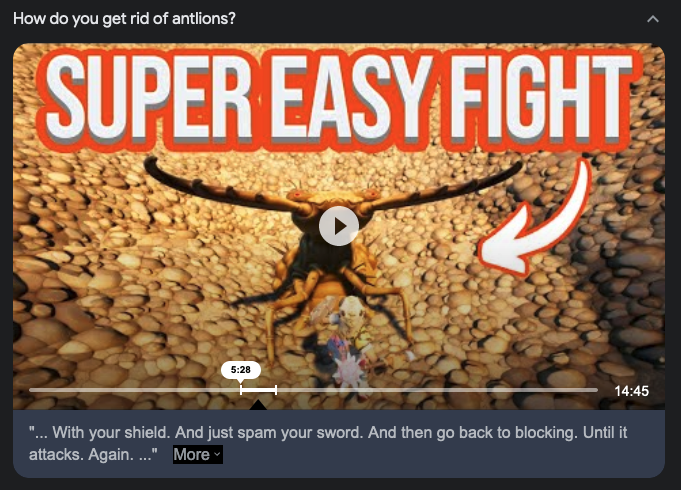 How do you get rid of antlions?
SUPER EASY FIGHT
5:28
14:45
"... With your shield. And just spam your sword. And then go back to blocking. Until it
attacks. Again. ..." More